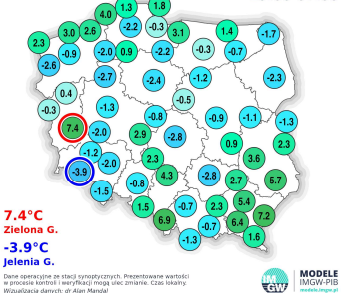 4.0 1.3 1.8
2.3 3.0 2.6 -2.2 -0.3 3.1 1.4 -1.7
-2.6 -0.9 -2.0 0.9 -2.2 -0.3 -0.7
-2.7 -2.4 -1.2 -2.3
-0.3 0.4 -1.3 -0.8 -0.5 -0.9 -1.1 -1.3
7.4 -2.0 2.9 -2.8 0.9 2.3
-1.2 -2.0 2.3 3.6
-3.9 -0.8 4.3 -2.8 2.7 6.7
-1.5 1.5 -0.7 2.3 5.4
6.9 -0.7 6.4 7.2
-1.3 1.6
7.4°C
Zielona G.
-3.9°C
Jelenia G.
Dane operacyjne ze stacji synoptycznych. Prezentowane wartości
w procesie kontroli i weryfikacji mogą ulec zmianie. Czas lokalny.
Wizualizacja danych: dr Alan Mandal
IM
GW
MODELE
IMGW-PIB
modele.imgw.pl